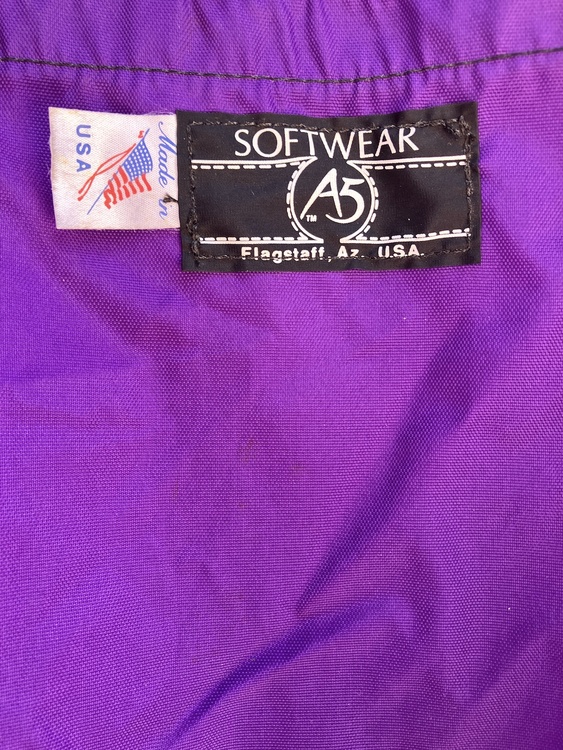 Made in
USA
SOFTWEAR
A5
TM
Flagstaff, Az. U.S.A.